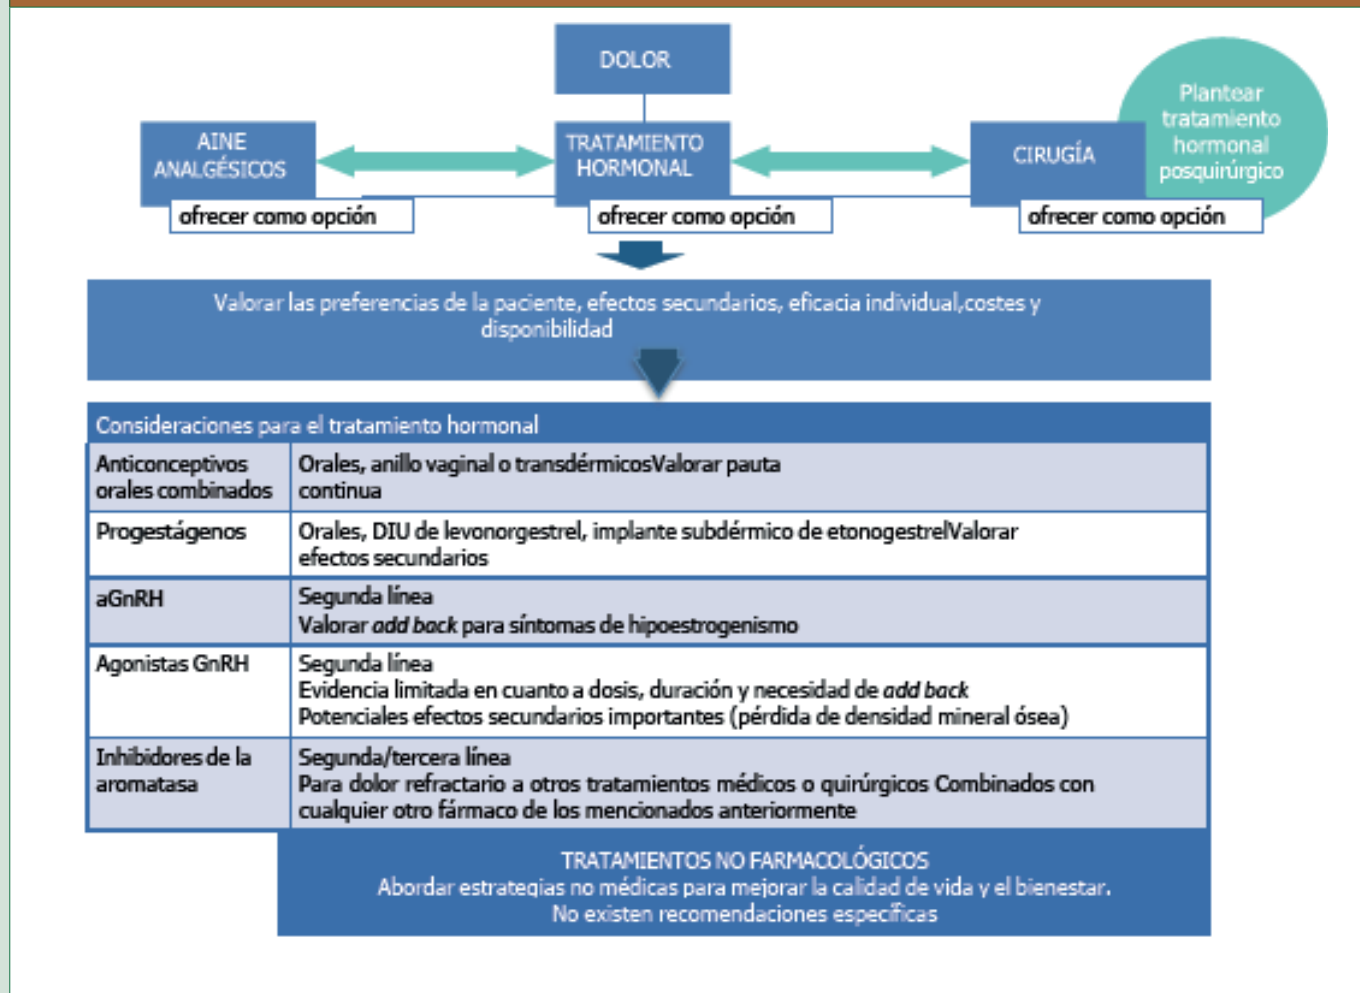 DOLOR
AINE
ANALGÉSICOS
ofrecer como opción
TRATAMIENTO
HORMONAL
ofrecer como opción
CIRUGÍA
ofrecer como opción
Plantear
tratamiento
hormonal
posquirúrgico
Valorar las preferencias de la paciente, efectos secundarios, eficacia individual,costes y
disponibilidad
Consideraciones para el tratamiento hormonal
Anticonceptivos
orales combinados
Orales, anillo vaginal o transdérmicosValorar pauta
continua
Progestágenos
Orales, DIU de levonorgestrel, implante subdérmico de etonogestrelValorar
efectos secundarios
aGnRH
Segunda línea
Valorar add back para síntomas de hipoestrogenismo
Agonistas GnRH
Segunda línea
Evidencia limitada en cuanto a dosis, duración y necesidad de add back
Potenciales efectos secundarios importantes (pérdida de densidad mineral ósea)
Inhibidores de la
aromatasa
Segunda/tercera línea
Para dolor refractario a otros tratamientos médicos o quirúrgicos Combinados con
cualquier otro fármaco de los mencionados anteriormente
TRATAMIENTOS NO FARMACOLÓGICOS
Abordar estrategias no médicas para mejorar la calidad de vida y el bienestar.
No existen recomendaciones específicas